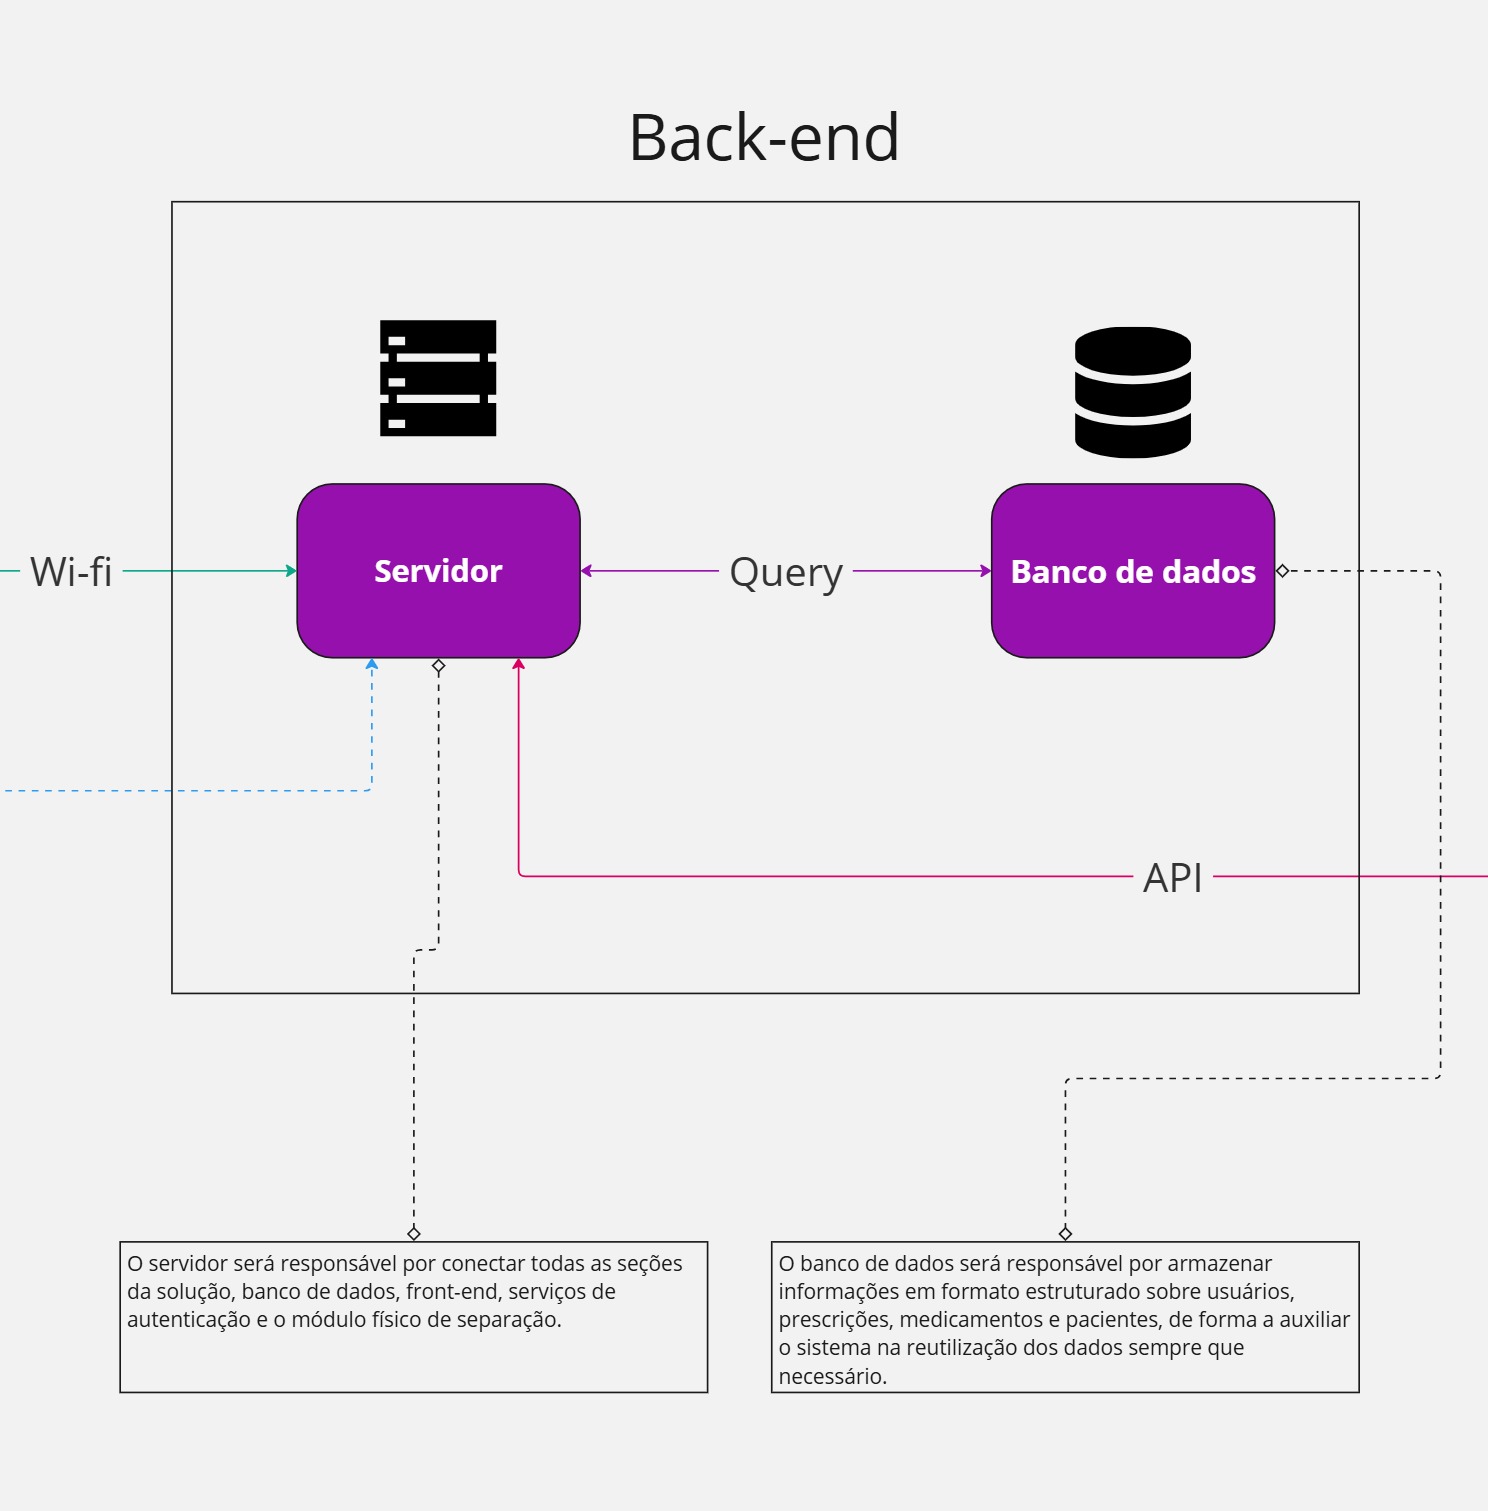 Back-end
Wi-fi
Servidor
Query
Banco de dados
API
O servidor será responsável por conectar todas as seções
da solução, banco de dados, front-end, serviços de
autenticação e o módulo físico de separação.
O banco de dados será responsável por armazenar
informações em formato estruturado sobre usuários,
prescrições, medicamentos e pacientes, de forma a auxiliar
o sistema na reutilização dos dados sempre que
necessário.